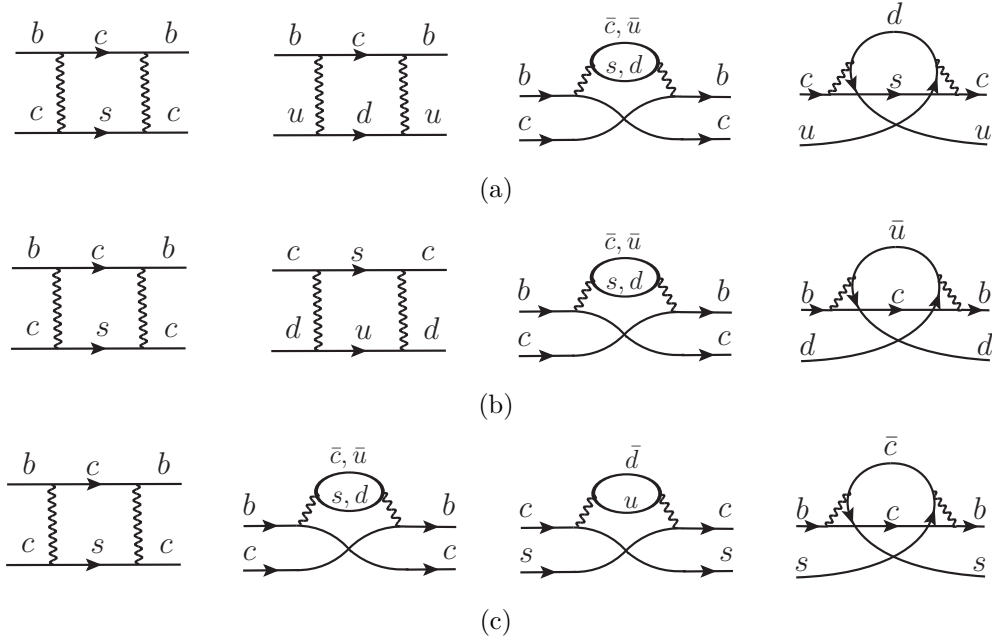 b c b
c s c
b c b
u d u
c̄, ū
s, d
b b
c c
d
c s c
u u
(a)
b c b
c s c
c s c
d u d
c̄, ū
s, d
b b
c c
ū
b c b
d d
(b)
b c b
c s c
c̄, ū
s, d
b b
c c
d̄
u
c c
s s
c̄
b c b
s s
(c)